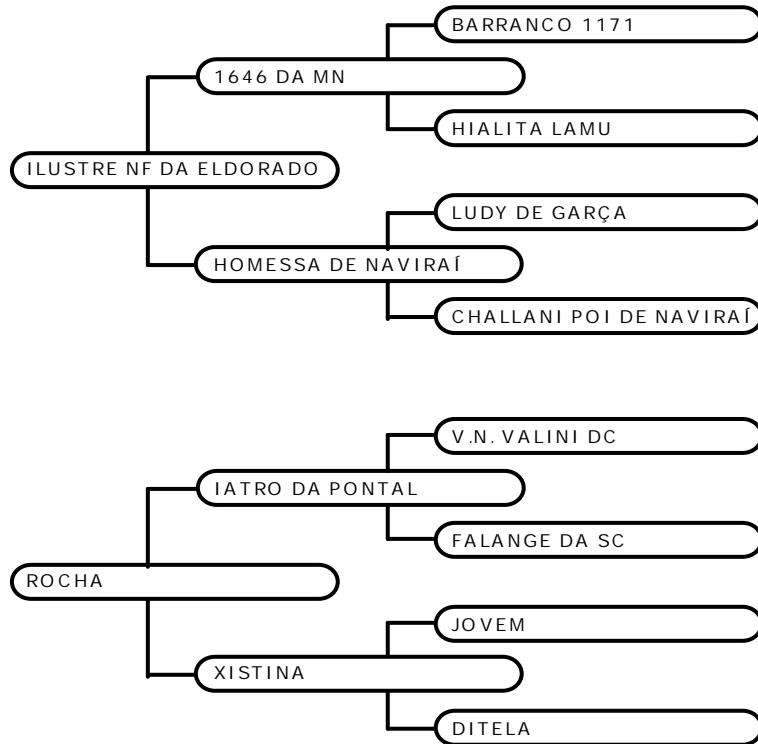 BARRANCO 1171
1646 DA MN
HIALITA LAMU
ILUSTRE NF DA ELDORADO
LUDY DE GARÇA
HOMESSA DE NAVIRAÍ
CHALLANI POI DE NAVIRAÍ
V.N. VALINI DC
IATRO DA PONTAL
FALANGE DA SC
ROCHA
JOVEM
XISTINA
DITELA